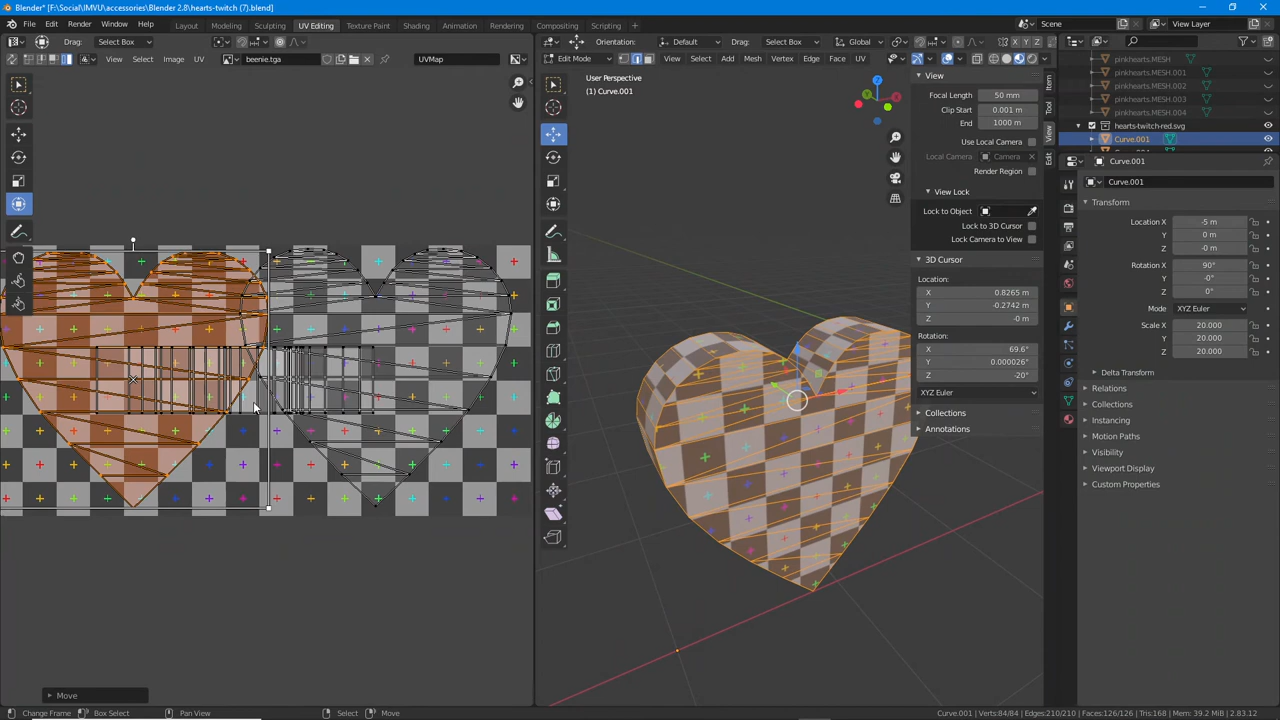 Blender* [F:\Social\IMVU\accessories\Blender 2.8\hearts-twitch (7).blend]
File Edit Render Window Help Layout Modeling Sculpting UV Editing Texture Paint Shading Animation Rendering Compositing Scripting Scene View Layer
Drag: Select Box Orientation: Default Drag: Select Box Global X Y Z
View Select Image UV beenie.tga UVMap Edit Mode View Select Add Mesh Vertex Edge Face UV
User Perspective
(1) Curve.001
Z
X
View
Focal Length 50 mm
Clip Start 0.001 m
End 1000 m
Use Local Camera
Local Camera Camera
Render Region
View Lock
Lock to Object
Lock to 3D Cursor
Lock Camera to View
3D Cursor
Location:
X 0.8265 m
Y -0.2742 m
Z -0 m
Rotation:
X 69.6°
Y 0.000026°
Z -20°
XYZ Euler
Collections
Annotations
Item
Tool
View
Edit
pinkhearts.MESH
pinkhearts.MESH.001
pinkhearts.MESH.002
pinkhearts.MESH.003
pinkhearts.MESH.004
hearts-twitch-red.svg
Curve.001
Curve.001
Curve.001
Transform
Location X -5 m
Y 0 m
Z -0 m
Rotation X 90°
Y -0°
Z 0°
Mode XYZ Euler
Scale X 20.000
Y 20.000
Z 20.000
Delta Transform
Relations
Collections
Instancing
Motion Paths
Visibility
Viewport Display
Custom Properties
Move
Change Frame Box Select Pan View Select Move Curve.001 | Verts:84/84 | Edges:210/210 | Faces:126/126 | Tris:168 | Mem: 39.2 MiB | 2.83.12